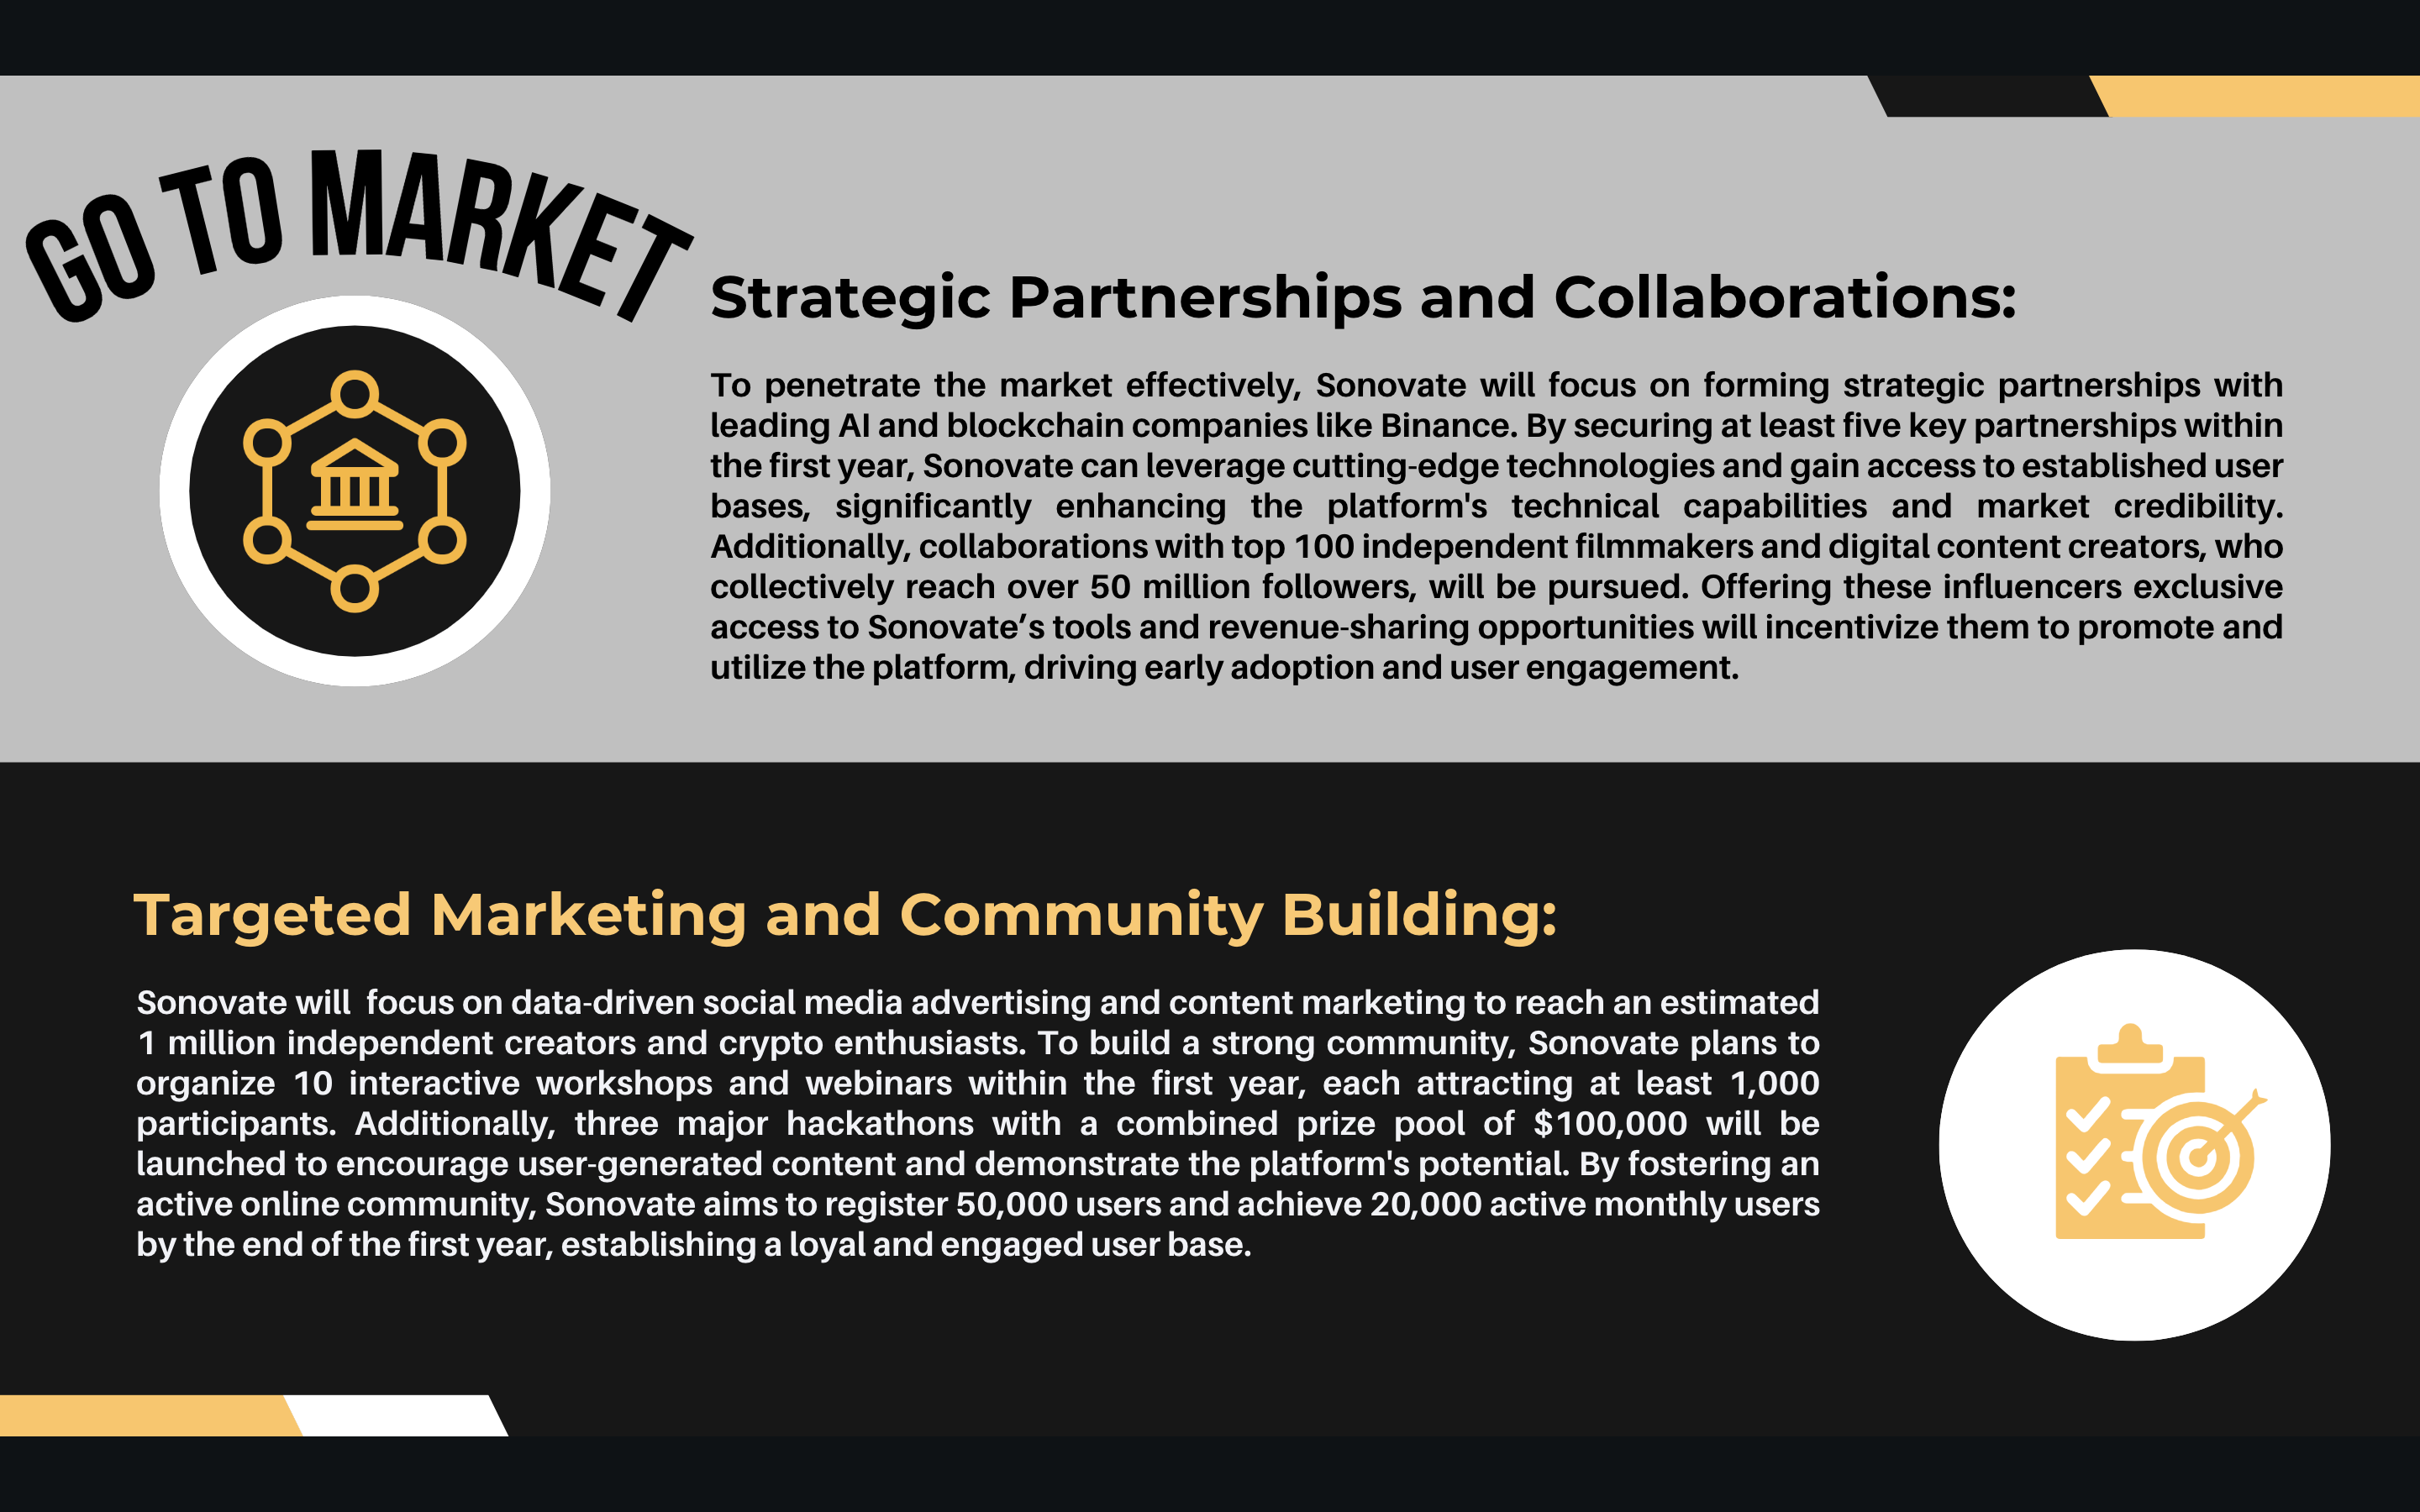 GO TO MARKET
Strategic Partnerships and Collaborations:
To penetrate the market effectively, Sonovate will focus on forming strategic partnerships with
leading AI and blockchain companies like Binance. By securing at least five key partnerships within
the first year, Sonovate can leverage cutting-edge technologies and gain access to established user
bases, significantly enhancing the platform's technical capabilities and market credibility.
Additionally, collaborations with top 100 independent filmmakers and digital content creators, who
collectively reach over 50 million followers, will be pursued. Offering these influencers exclusive
access to Sonovate’s tools and revenue-sharing opportunities will incentivize them to promote and
utilize the platform, driving early adoption and user engagement.
Targeted Marketing and Community Building:
Sonovate will  focus on data-driven social media advertising and content marketing to reach an estimated
1 million independent creators and crypto enthusiasts. To build a strong community, Sonovate plans to
organize 10 interactive workshops and webinars within the first year, each attracting at least 1,000
participants. Additionally, three major hackathons with a combined prize pool of $100,000 will be
launched to encourage user-generated content and demonstrate the platform's potential. By fostering an
active online community, Sonovate aims to register 50,000 users and achieve 20,000 active monthly users
by the end of the first year, establishing a loyal and engaged user base.